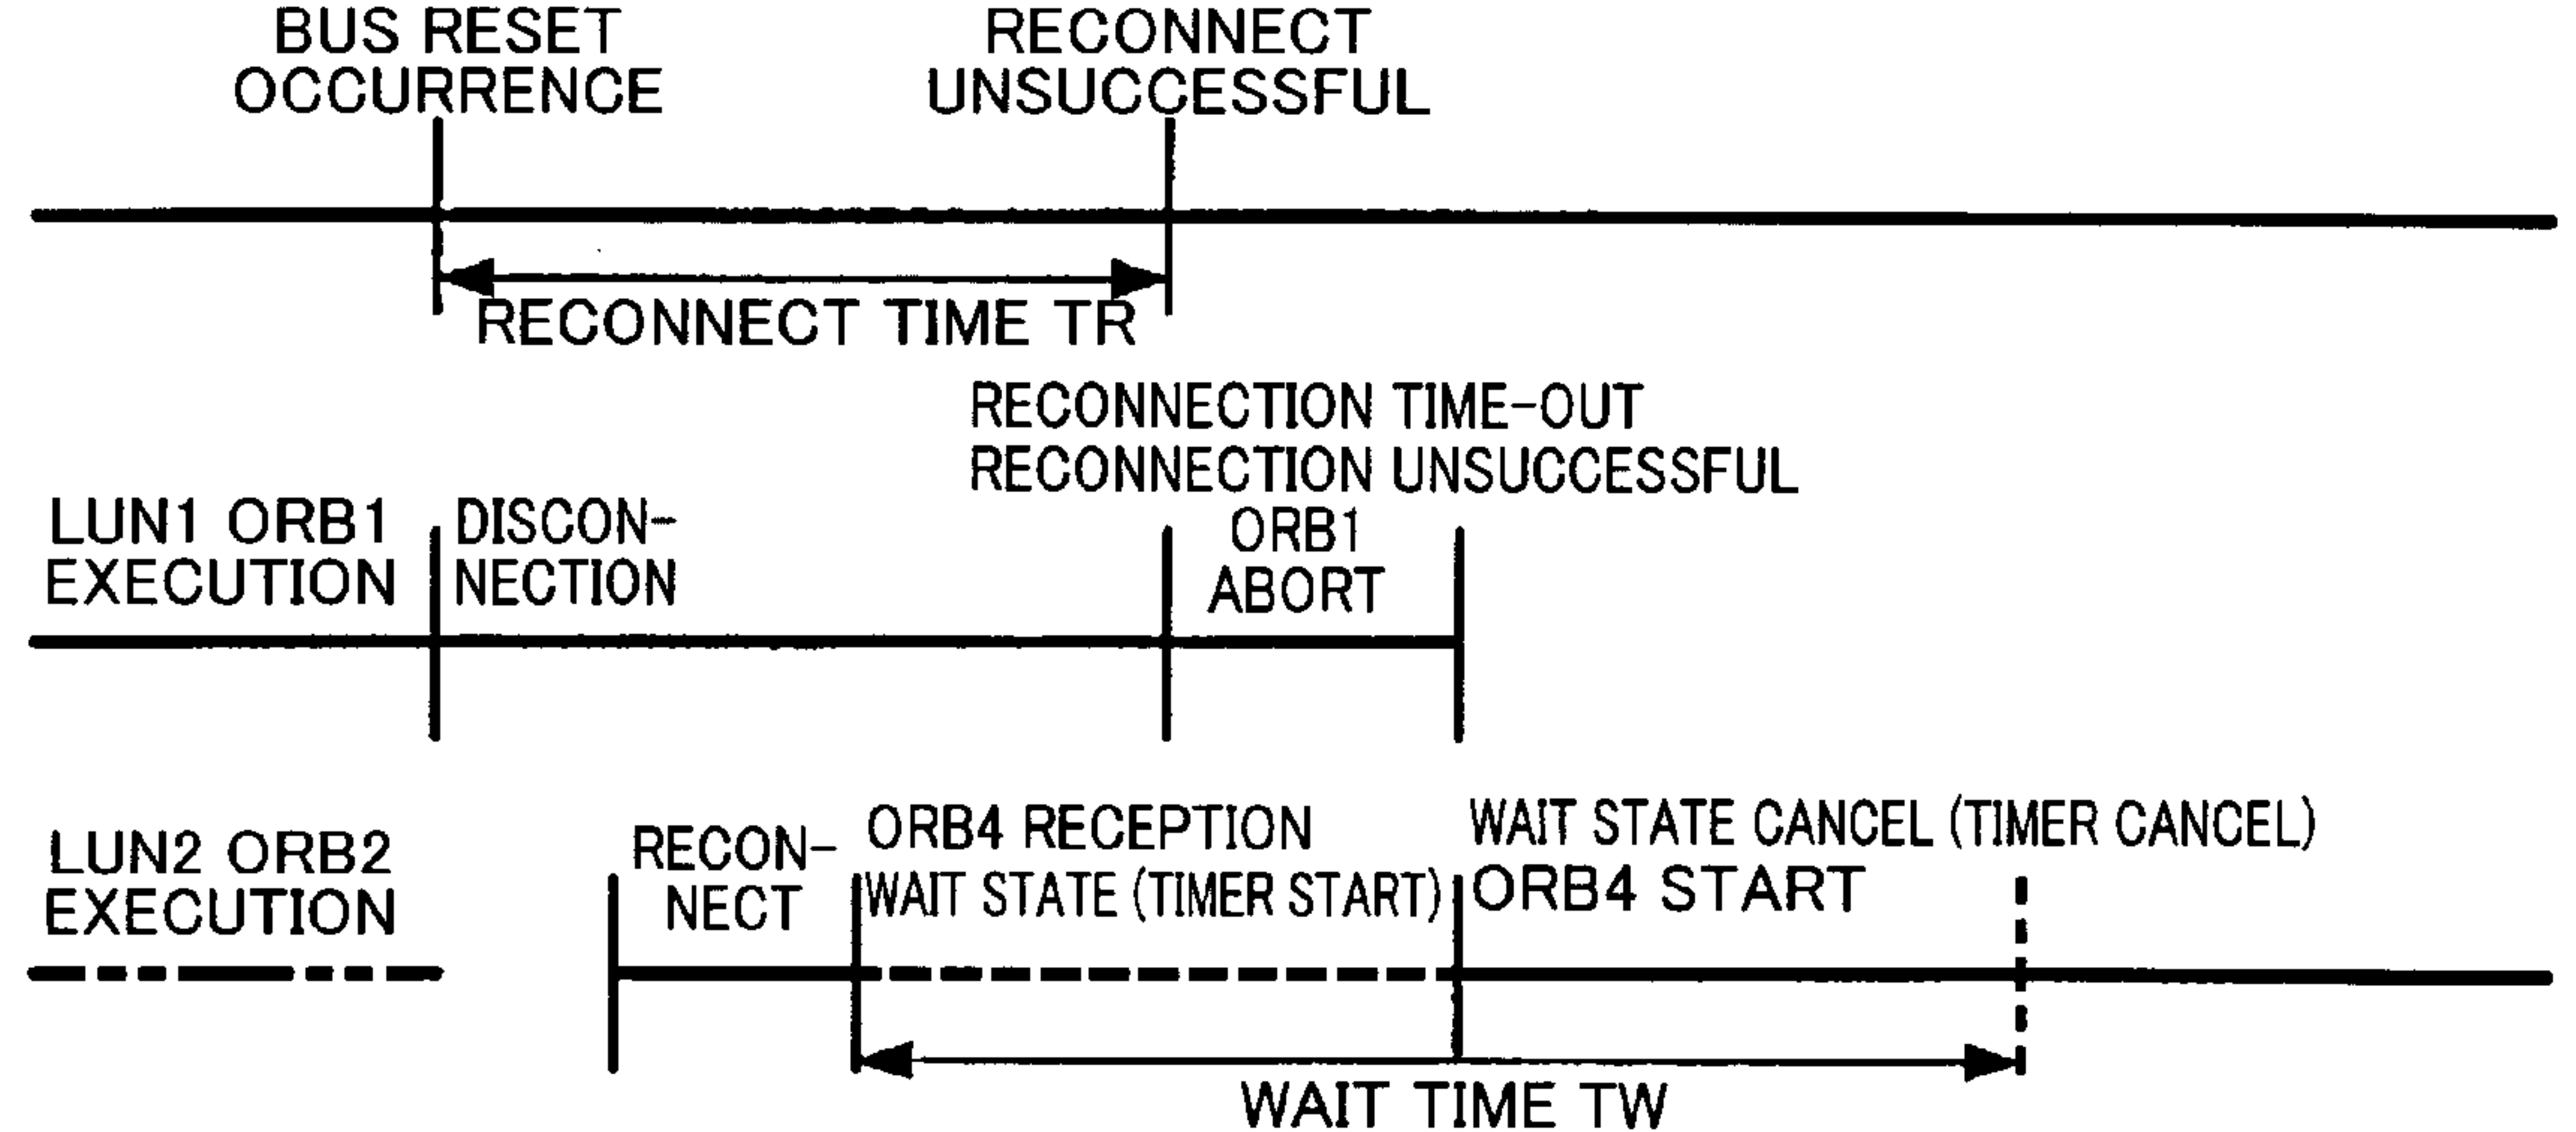 BUS RESET
OCCURRENCE
RECONNECT
UNSUCCESSFUL
RECONNECT TIME TR
RECONNECTION TIME-OUT
RECONNECTION UNSUCCESSFUL
LUN1 ORB1
EXECUTION
DISCON-
NECTION
ORB1
ABORT
LUN2 ORB2
EXECUTION
RECON-
NECT
ORB4 RECEPTION
WAIT STATE (TIMER START)
WAIT STATE CANCEL (TIMER CANCEL)
ORB4 START
WAIT TIME TW